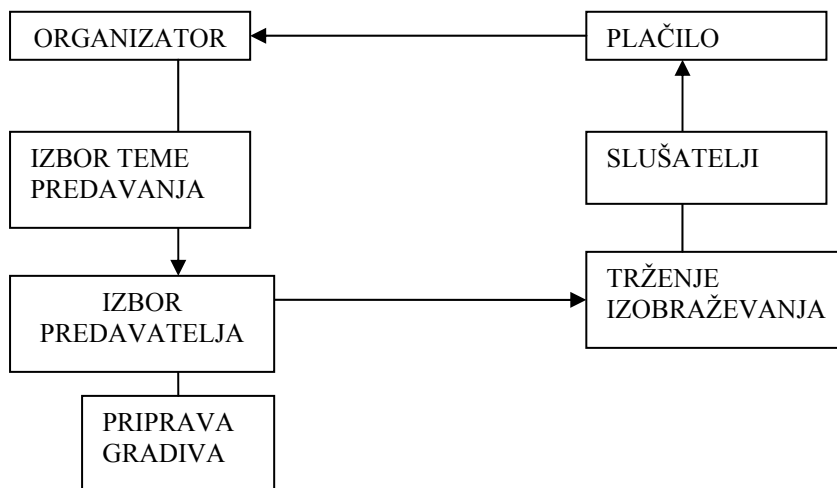 ORGANIZATOR
PLAČILO
IZBOR TEME
PREDAVANJA
SLUŠATELJI
IZBOR
PREDAVATELJA
TRŽENJE
IZOBRAŽEVANJA
PRIPRAVA
GRADIVA